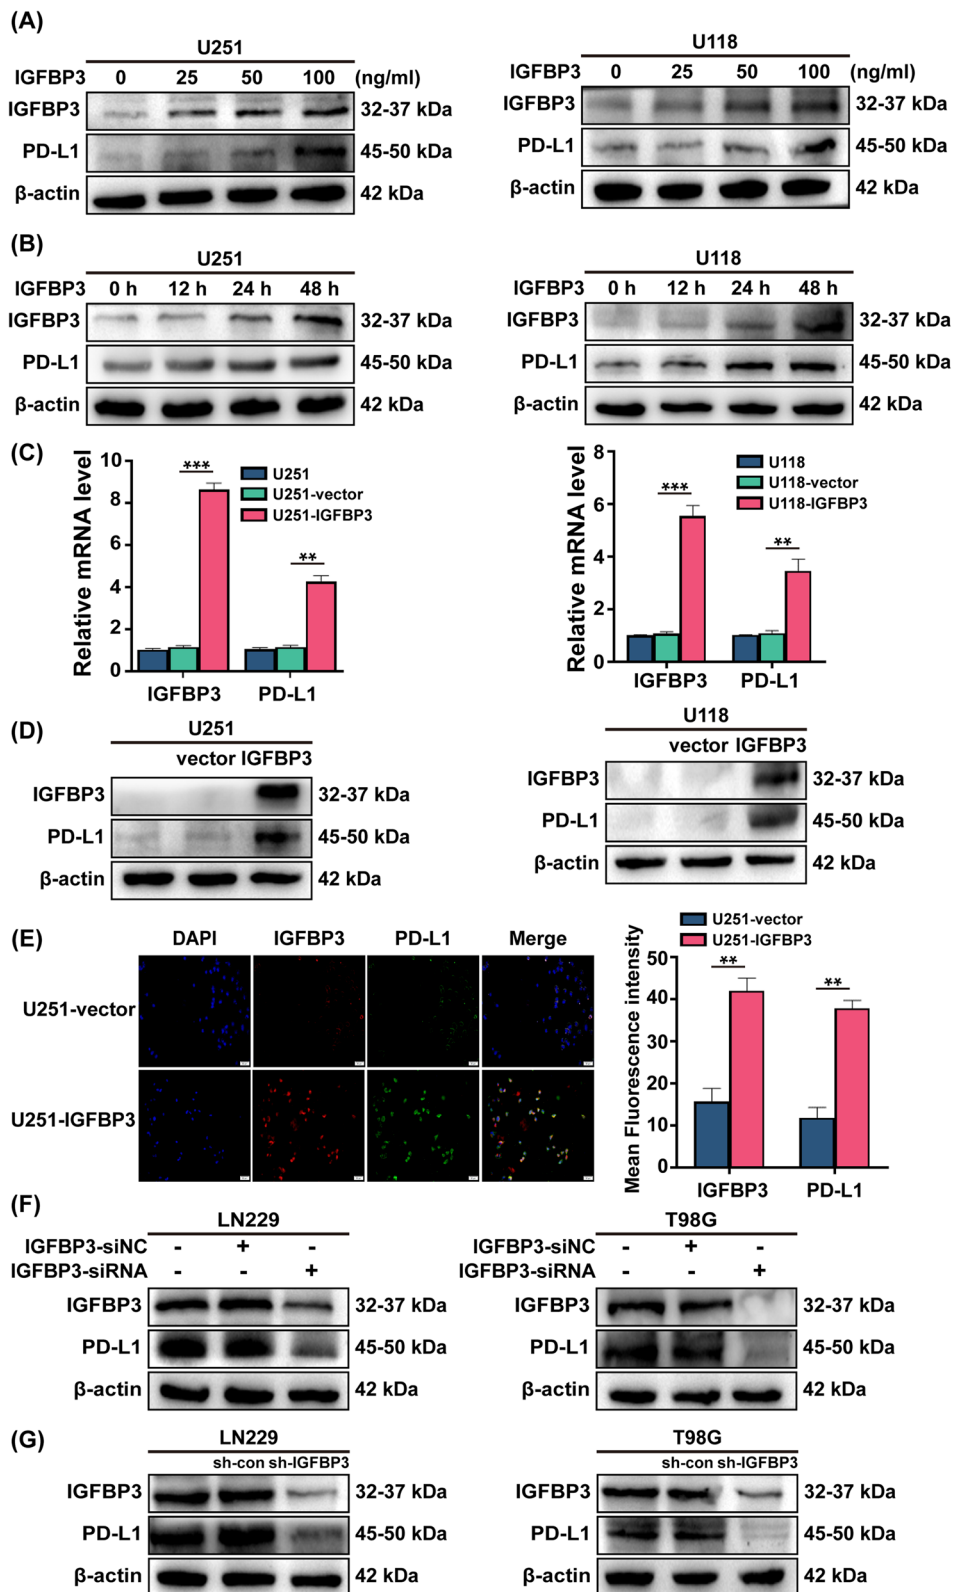 (A)
U251
IGFBP3 0 25 50 100 (ng/ml)
IGFBP3 32-37 kDa
PD-L1 45-50 kDa
β-actin 42 kDa
U118
IGFBP3 0 25 50 100 (ng/ml)
IGFBP3 32-37 kDa
PD-L1 45-50 kDa
β-actin 42 kDa
(B)
U251
IGFBP3 0 h 12 h 24 h 48 h
IGFBP3 32-37 kDa
PD-L1 45-50 kDa
β-actin 42 kDa
U118
IGFBP3 0 h 12 h 24 h 48 h
IGFBP3 32-37 kDa
PD-L1 45-50 kDa
β-actin 42 kDa
(C)
Relative mRNA level
10
8
6
4
2
0
***
**
U251
U251-vector
U251-IGFBP3
IGFBP3 PD-L1
Relative mRNA level
8
6
4
2
0
***
**
U118
U118-vector
U118-IGFBP3
IGFBP3 PD-L1
(D)
U251
vector IGFBP3
IGFBP3 32-37 kDa
PD-L1 45-50 kDa
β-actin 42 kDa
U118
vector IGFBP3
IGFBP3 32-37 kDa
PD-L1 45-50 kDa
β-actin 42 kDa
(E)
DAPI IGFBP3 PD-L1 Merge
U251-vector
U251-IGFBP3
U251-vector
U251-IGFBP3
Mean Fluorescence intensity
50
40
30
20
10
0
**
**
IGFBP3 PD-L1
(F)
LN229
IGFBP3-siNC - + -
IGFBP3-siRNA - - +
IGFBP3 32-37 kDa
PD-L1 45-50 kDa
β-actin 42 kDa
T98G
IGFBP3-siNC - + -
IGFBP3-siRNA - - +
IGFBP3 32-37 kDa
PD-L1 45-50 kDa
β-actin 42 kDa
(G)
LN229
sh-con sh-IGFBP3
IGFBP3 32-37 kDa
PD-L1 45-50 kDa
β-actin 42 kDa
T98G
sh-con sh-IGFBP3
IGFBP3 32-37 kDa
PD-L1 45-50 kDa
β-actin 42 kDa